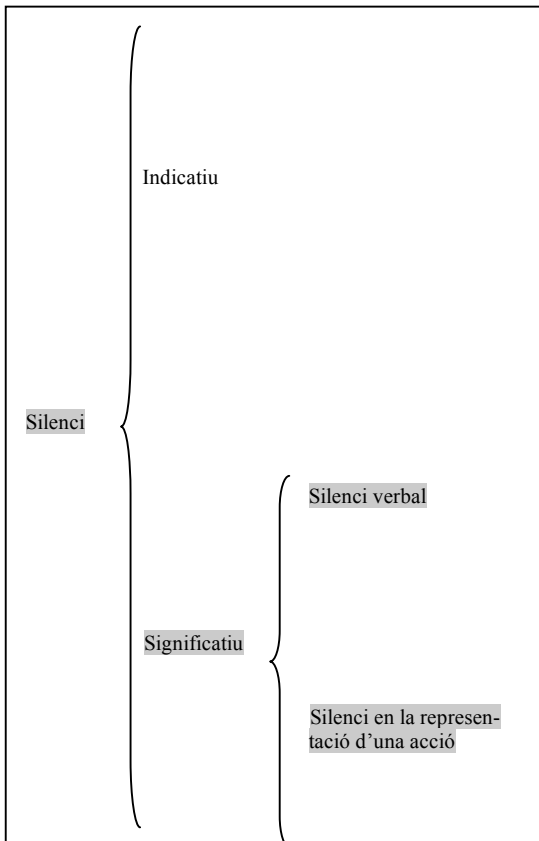 Indicatiu
Silenci
Silenci verbal
Significatiu
Silenci en la represen-
tació d’una acció